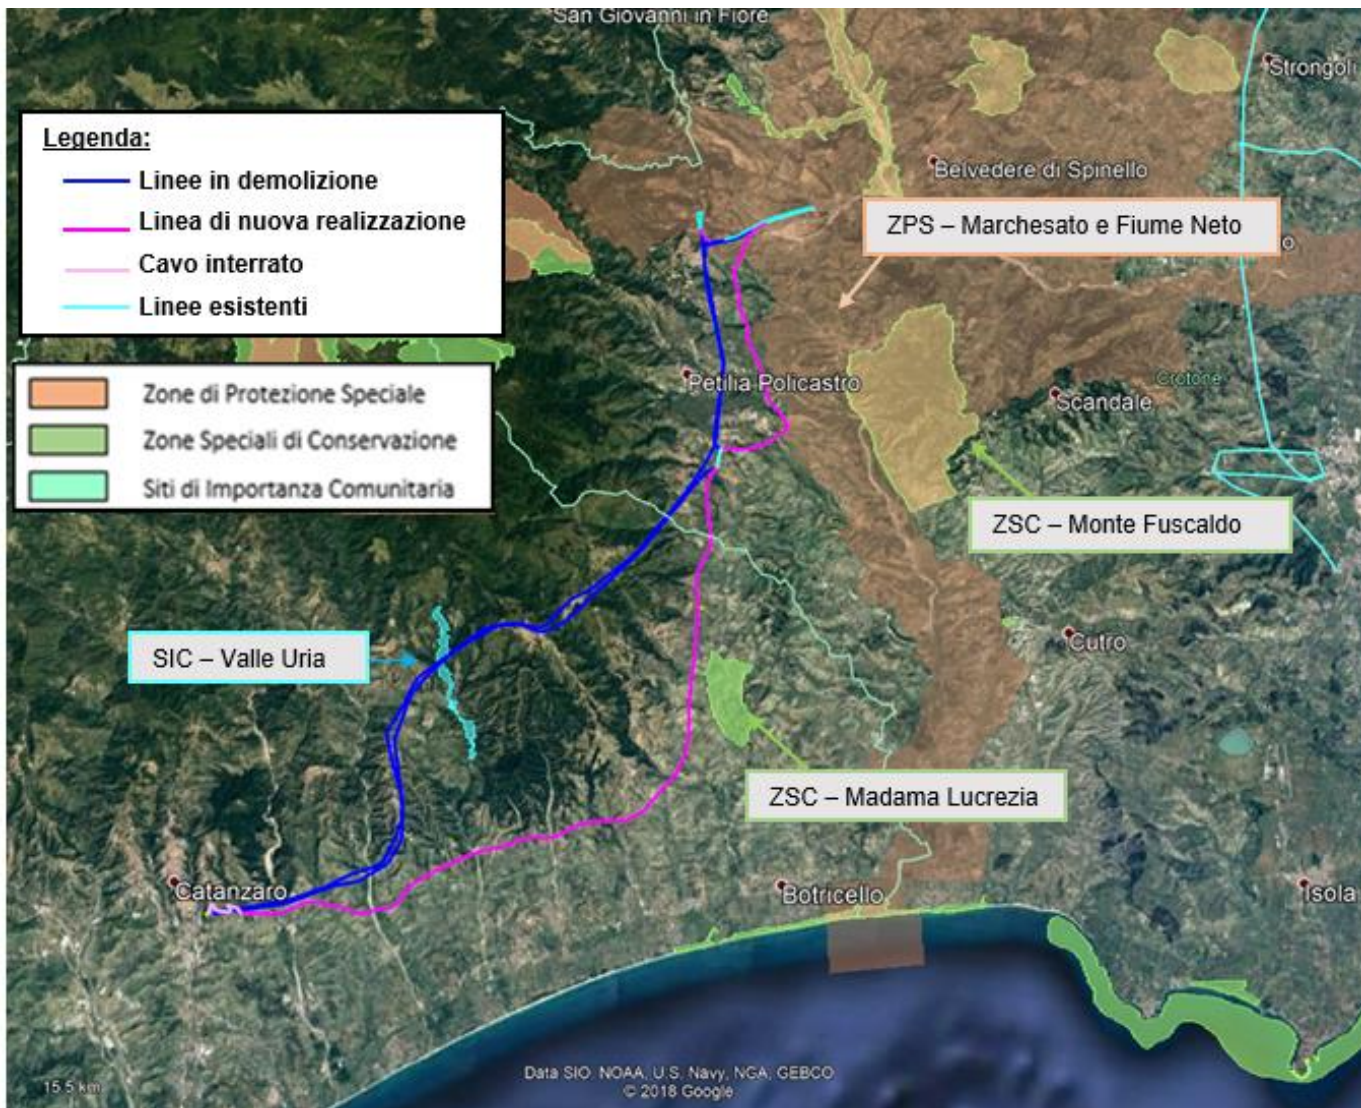 San Giovanni in Fiore
Strongoli
Legenda:
Linee in demolizione
Linea di nuova realizzazione
Cavo interrato
Linee esistenti
Belvedere di Spinello
ZPS – Marchesato e Fiume Neto
Zone di Protezione Speciale
Zone Speciali di Conservazione
Siti di Importanza Comunitaria
Petilia Policastro
Crotone
Scandale
ZSC – Monte Fuscaldo
SIC – Valle Uria
Cutro
ZSC – Madama Lucrezia
Catanzaro
Botricello
Isola
15.5 km
Data SIO, NOAA, U.S. Navy, NGA, GEBCO
© 2018 Google